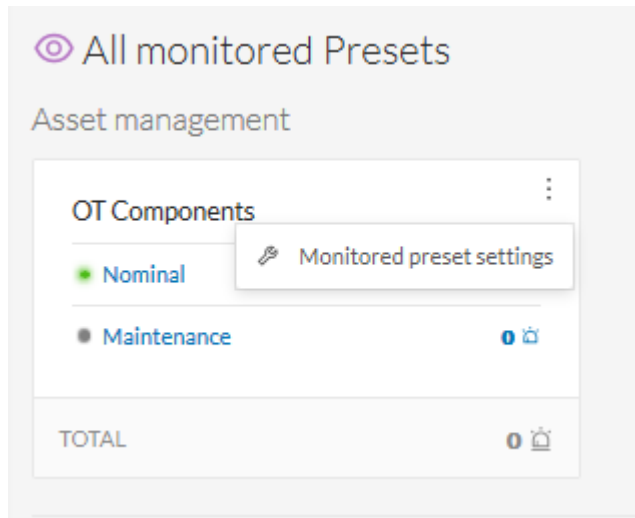 All monitored Presets
Asset management
OT Components
Monitored preset settings
Nominal
Maintenance 0
TOTAL 0